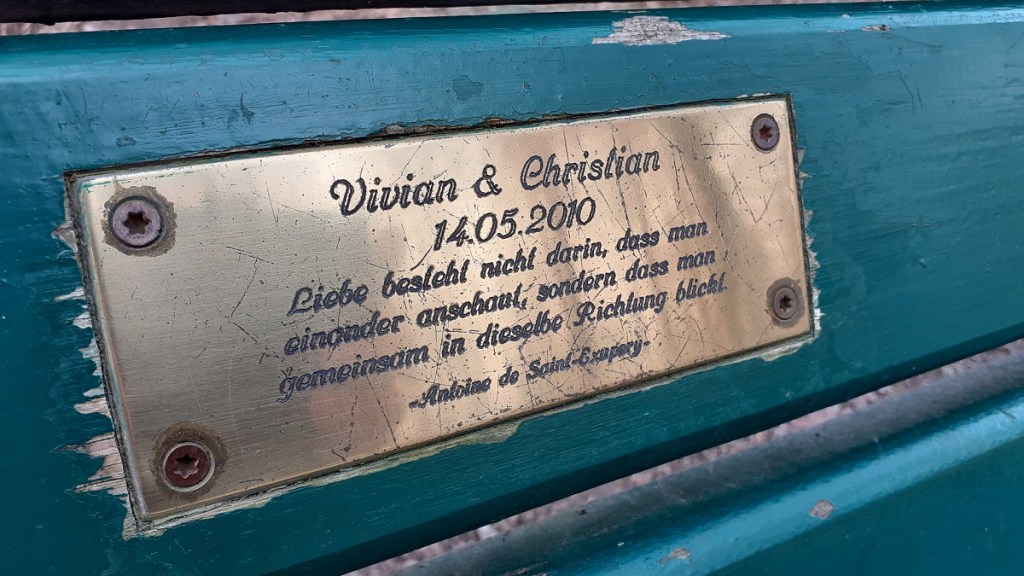 Vivian & Christian
14.05.2010
Liebe besteht nicht darin, dass man
einander anschaut, sondern dass man
gemeinsam in dieselbe Richtung blickt.
-Antoine de Saint-Exupery-